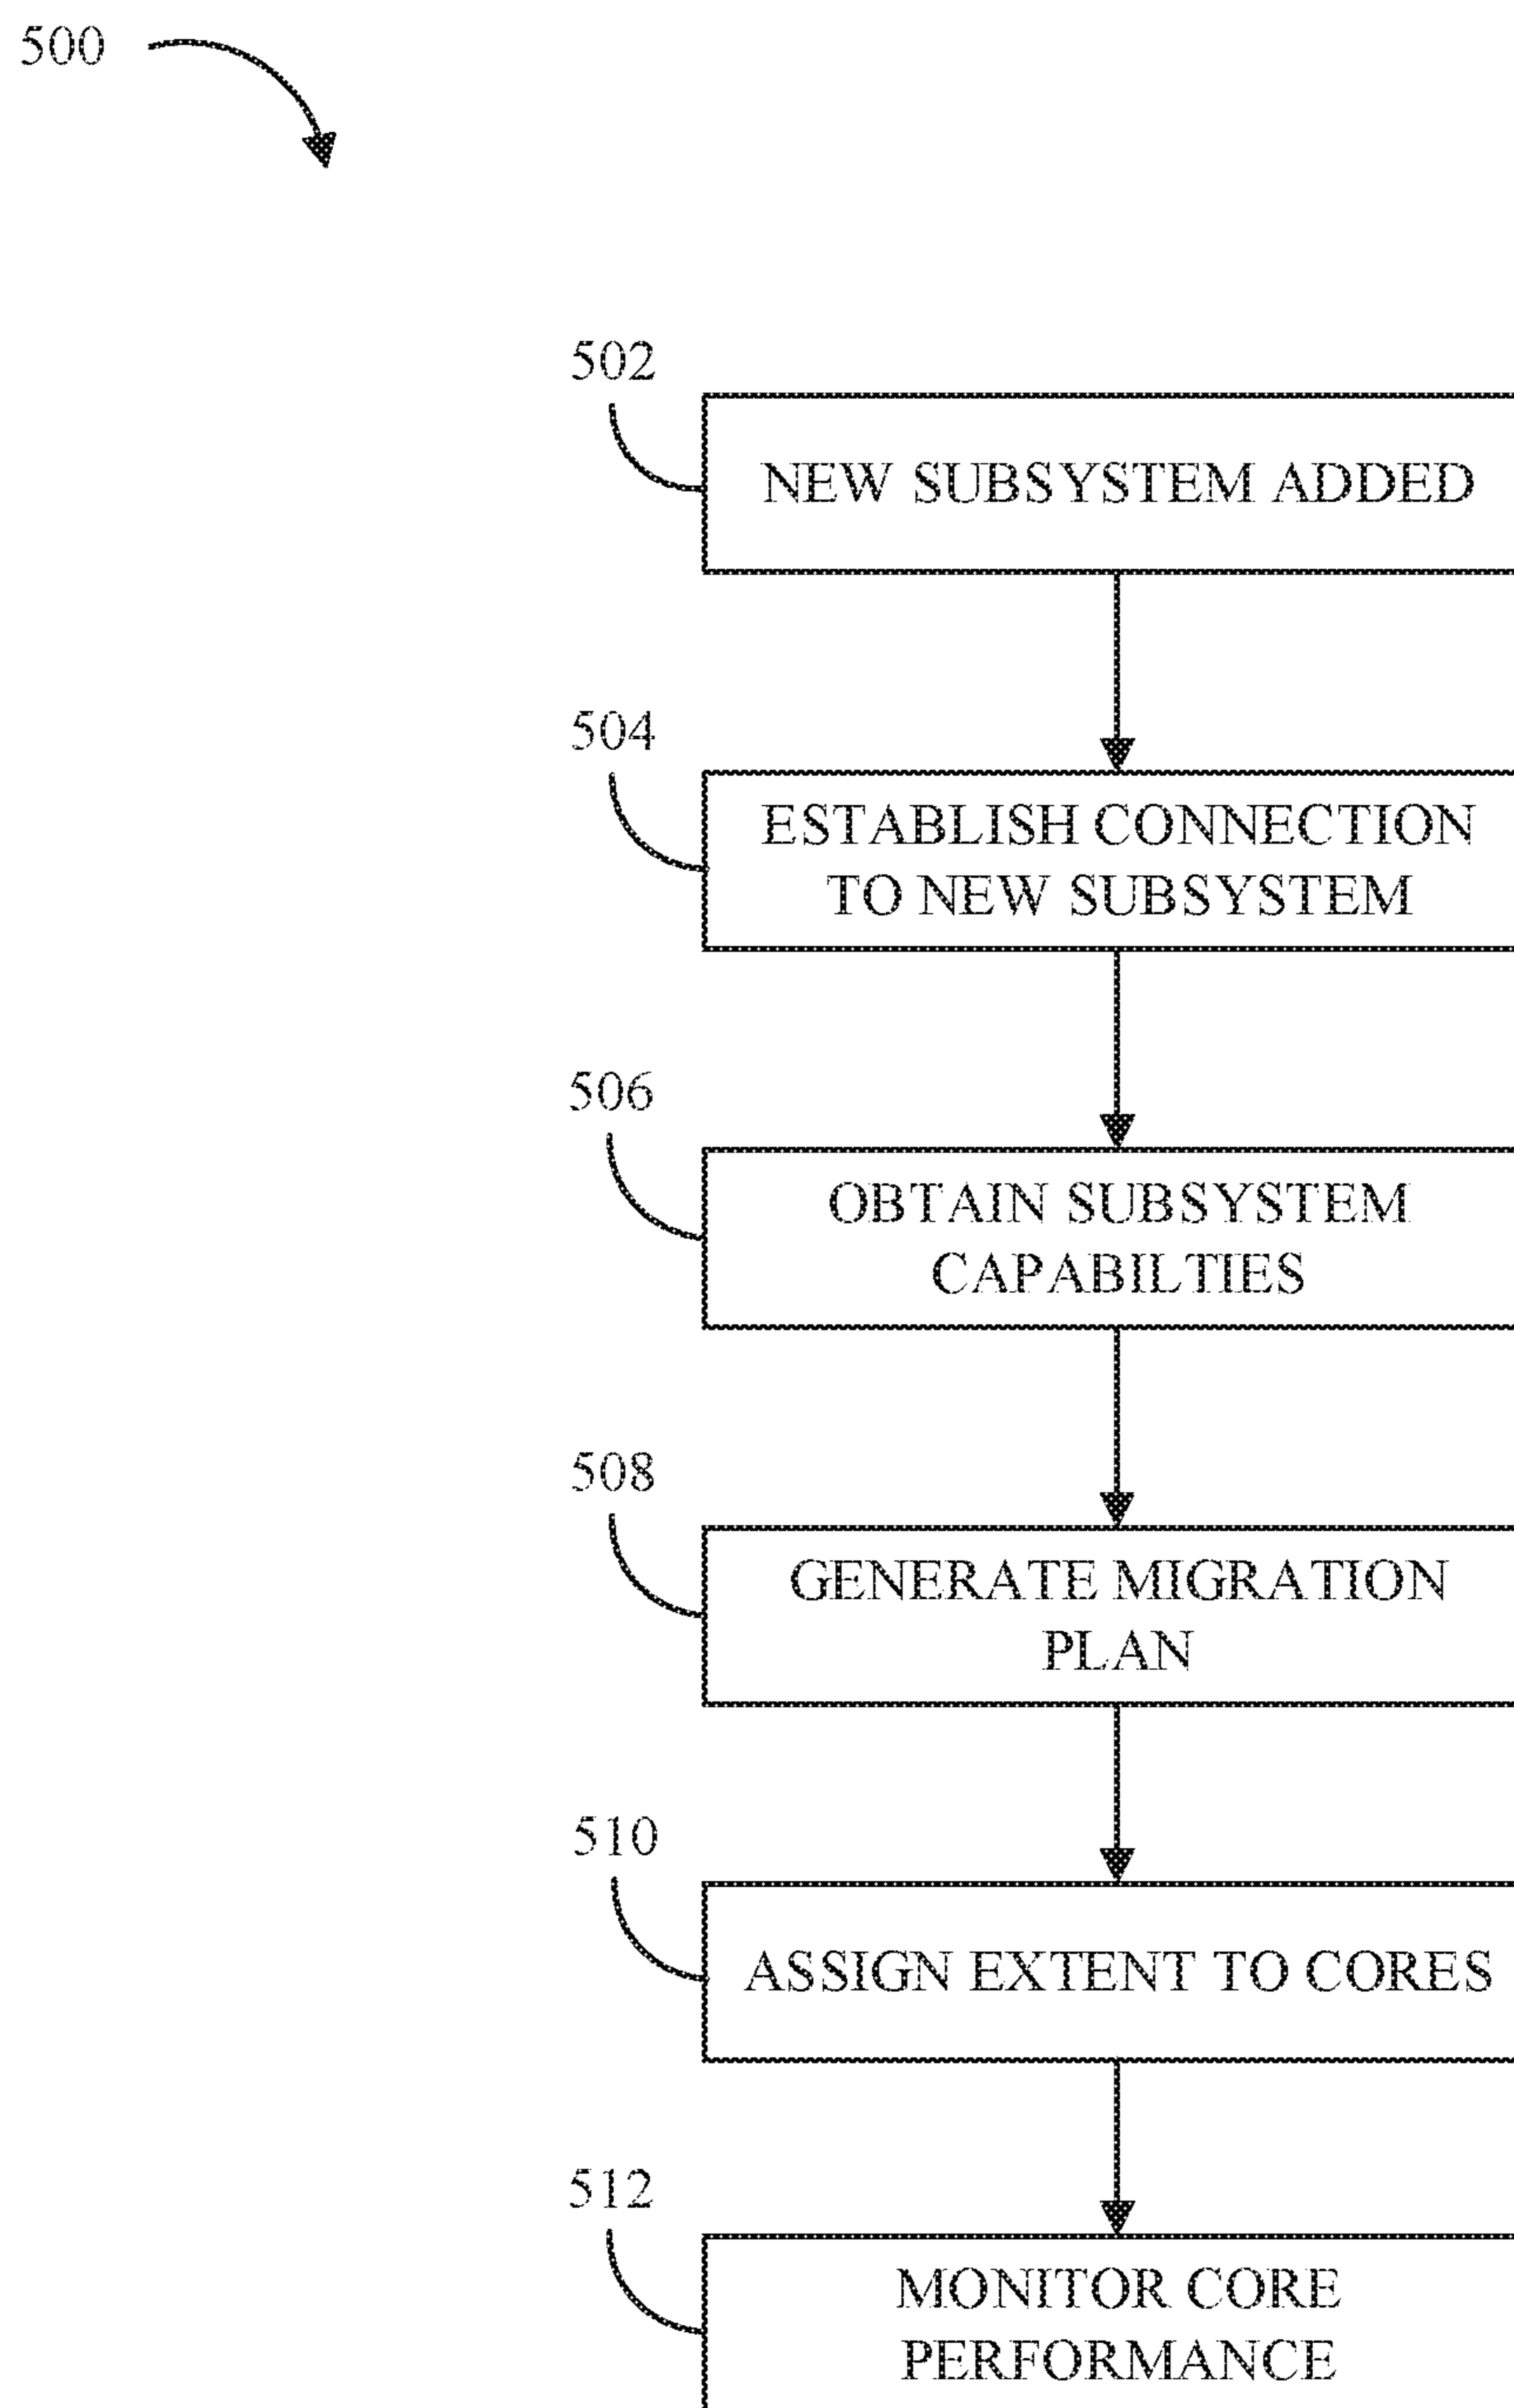 500
502
NEW SUBSYSTEM ADDED
504
ESTABLISH CONNECTION
TO NEW SUBSYSTEM
506
OBTAIN SUBSYSTEM
CAPABILTIES
508
GENERATE MIGRATION
PLAN
510
ASSIGN EXTENT TO CORES
512
MONITOR CORE
PERFORMANCE